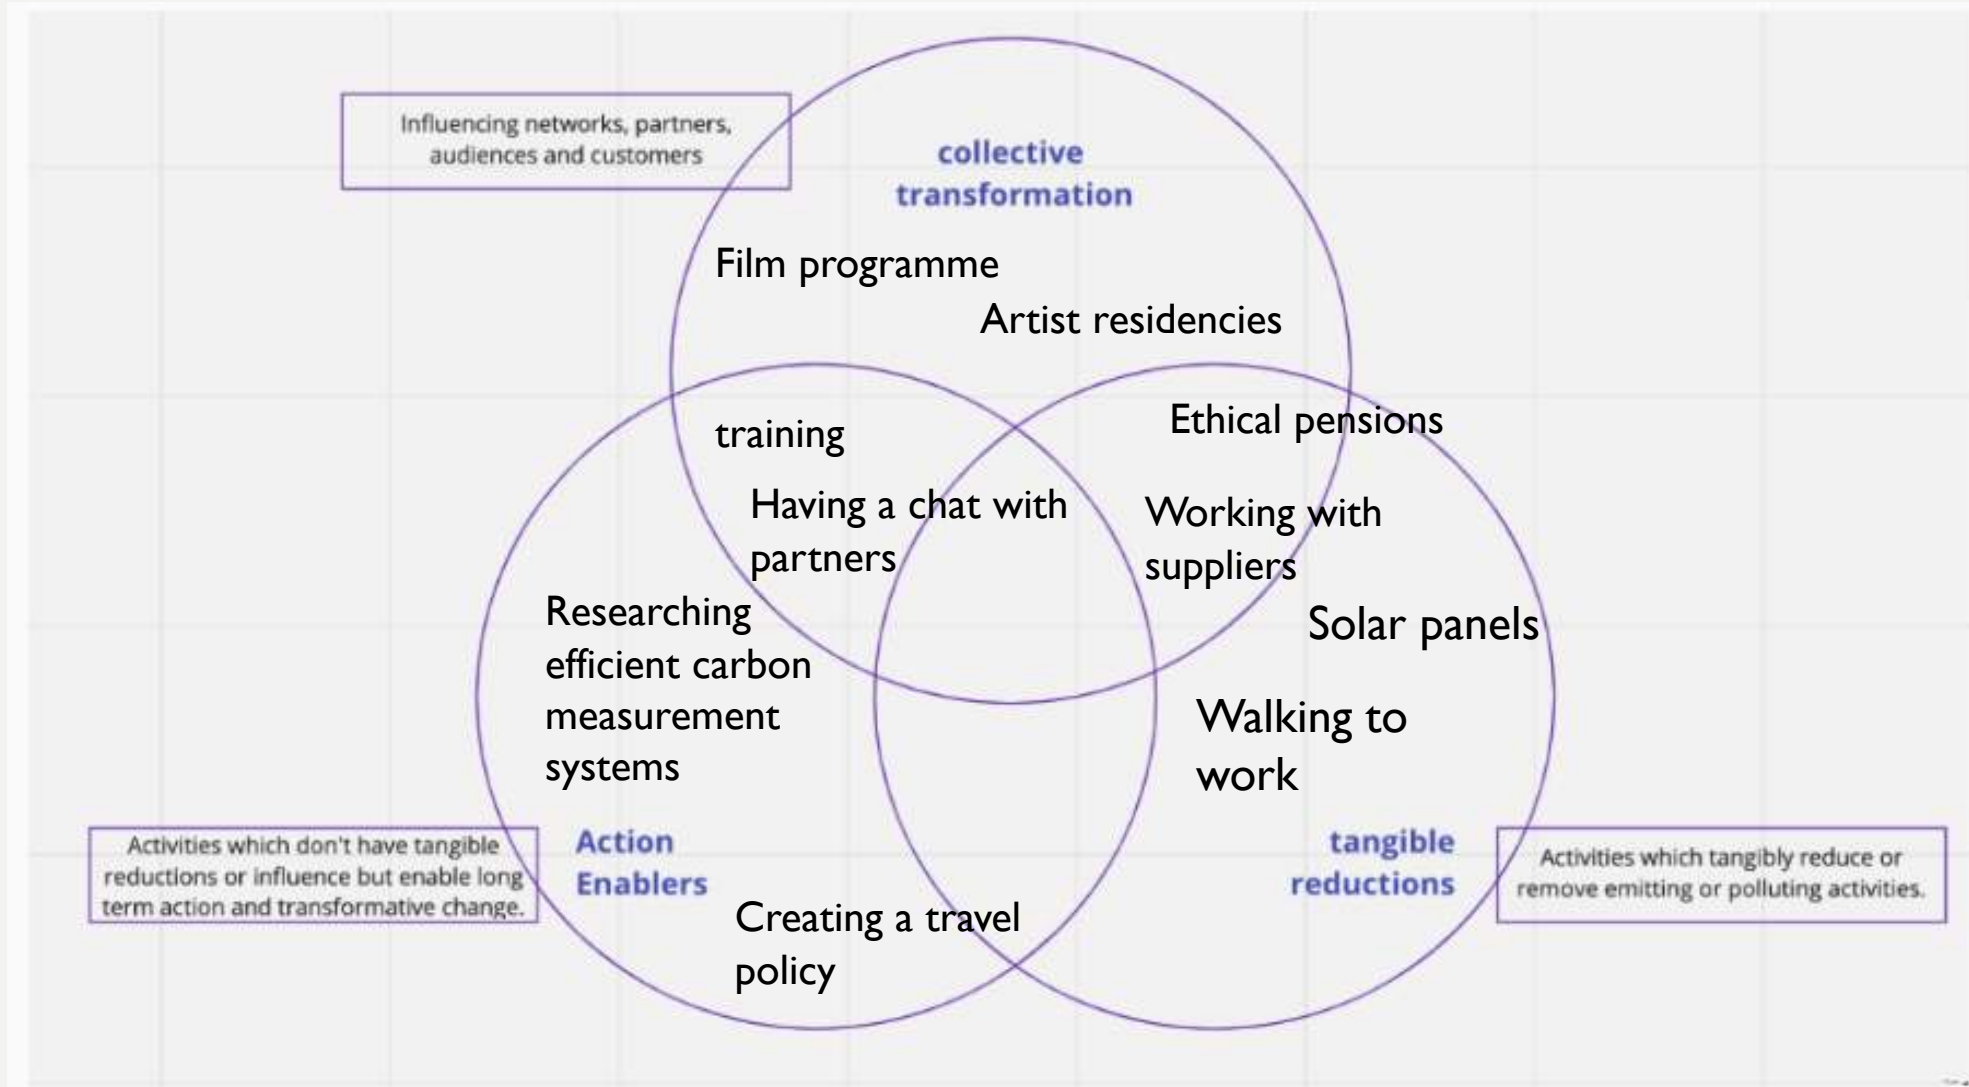 Influencing networks, partners,
audiences and customers
collective
transformation
Film programme
Artist residencies
training
Ethical pensions
Having a chat with
partners
Working with
suppliers
Researching
efficient carbon
measurement
systems
Solar panels
Walking to
work
Activities which don't have tangible
reductions or influence but enable long
term action and transformative change.
Action
Enablers
tangible
reductions
Activities which tangibly reduce or
remove emitting or polluting activities.
Creating a travel
policy